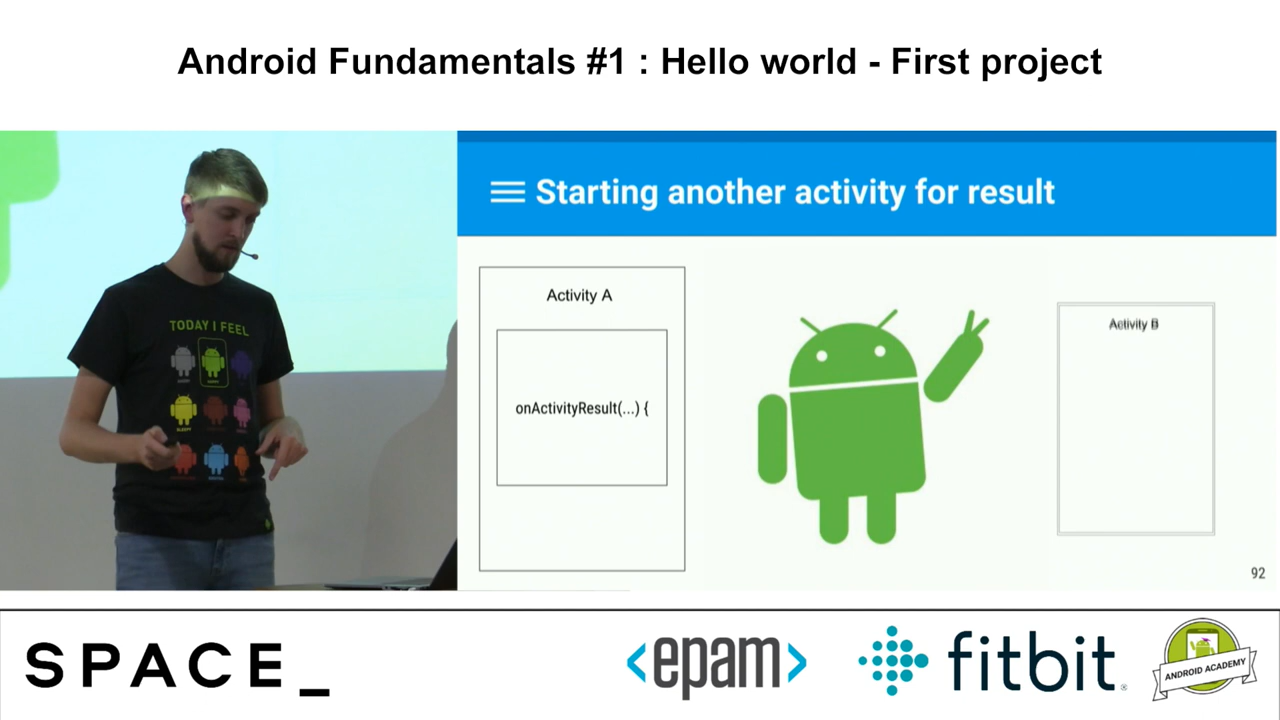 Android Fundamentals #1 : Hello world - First project
Starting another activity for result
TODAY I FEEL
Activity A
onActivityResult(...) {
Activity B
92
SPACE_
<epam>
fitbit
ANDROID ACADEMY